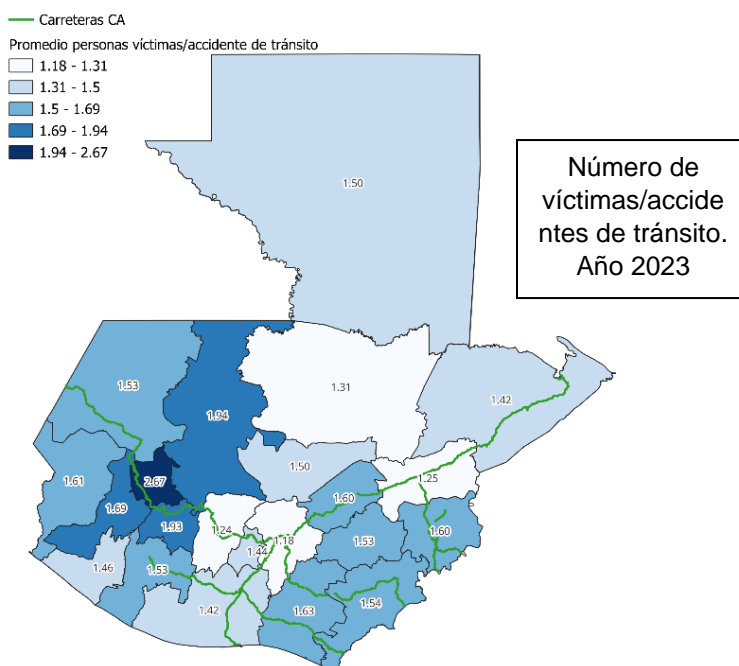 Carreteras CA
Promedio personas víctimas/accidente de tránsito
1.18 - 1.31
1.31 - 1.5
1.5 - 1.69
1.69 - 1.94
1.94 - 2.67
Número de
víctimas/accide
ntes de tránsito.
Año 2023
1.50
1.53
1.31
1.94
1.42
1.61
2.67
1.50
1.25
1.69
1.60
1.93
1.24
1.60
1.18
1.53
1.44
1.46
1.53
1.42
1.63
1.54